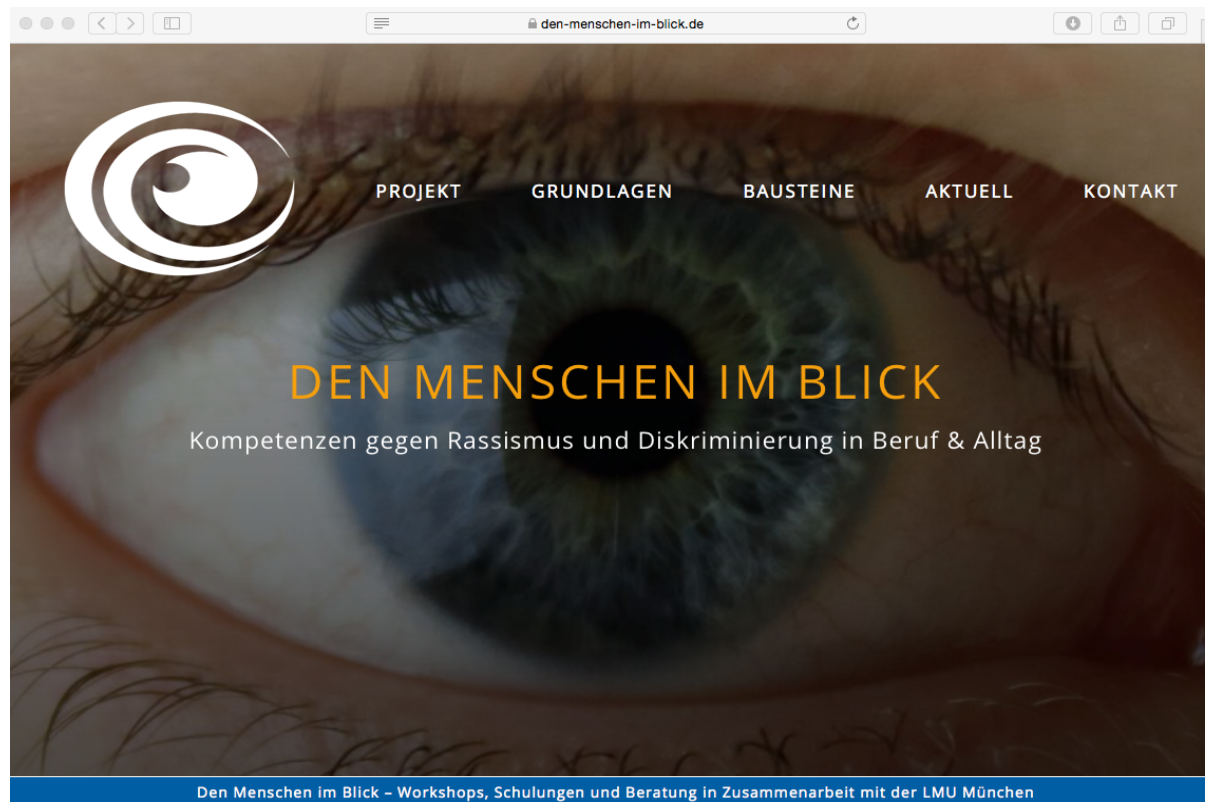 den-menschen-im-blick.de
PROJEKT GRUNDLAGEN BAUSTEINE AKTUELL KONTAKT
DEN MENSCHEN IM BLICK
Kompetenzen gegen Rassismus und Diskriminierung in Beruf & Alltag
Den Menschen im Blick – Workshops, Schulungen und Beratung in Zusammenarbeit mit der LMU München